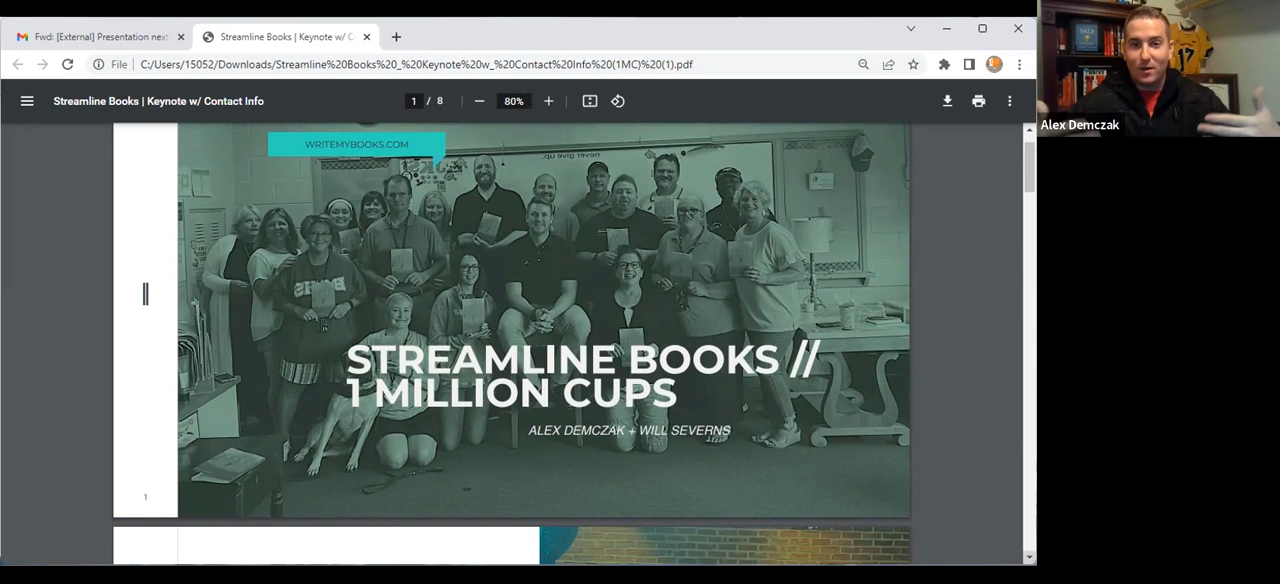 Fwd: [External] Presentation nex
Streamline Books | Keynote w/ C
File
C:/Users/15052/Downloads/Streamline%20Books%20_%20Keynote%20w_%20Contact%20Info%20(1MC)%20(1).pdf
Streamline Books | Keynote w/ Contact Info
1 / 8
80%
WRITEMYBOOKS.COM
never give up.
STREAMLINE BOOKS //
1 MILLION CUPS
ALEX DEMCZAK + WILL SEVERNS
1
Alex Demczak
SALE
17